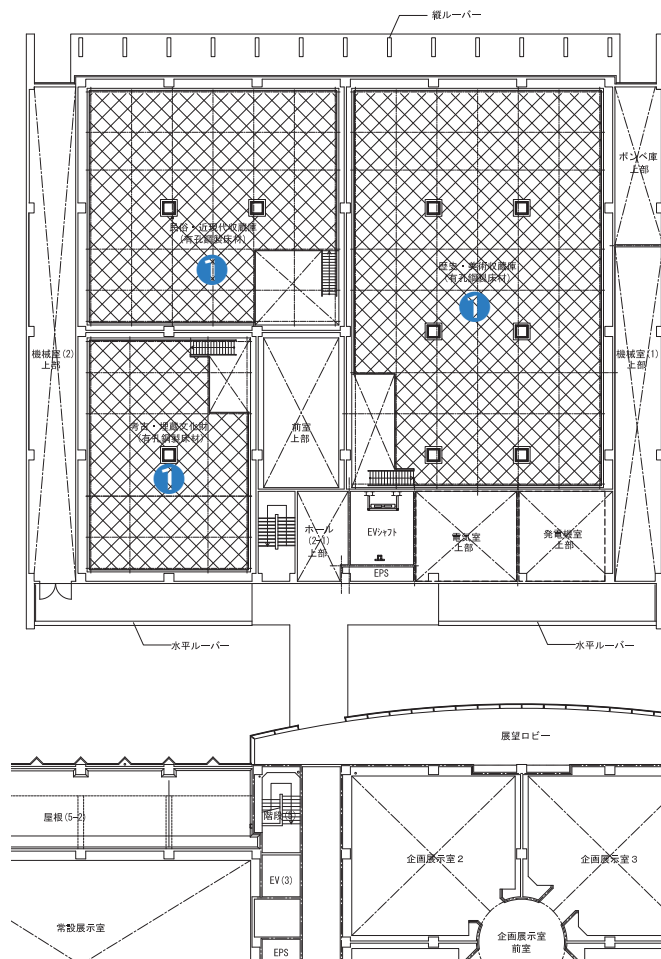 縦ルーバー
ボンベ庫
上部
民俗・近現代収蔵庫
(有孔鋼製床材)
1
歴史・美術収蔵庫
(有孔鋼製床材)
1
機械室(2)
上部
機械室(1)
上部
考古・埋蔵文化財
(有孔鋼製床材)
1
前室
上部
ホール
(2-1)
上部
EVシャフト
EPS
電気室
上部
発電機室
上部
水平ルーバー
水平ルーバー
展望ロビー
屋根(5-2)
階段(5)
企画展示室2
企画展示室3
EV(3)
常設展示室
企画展示室
前室
EPS